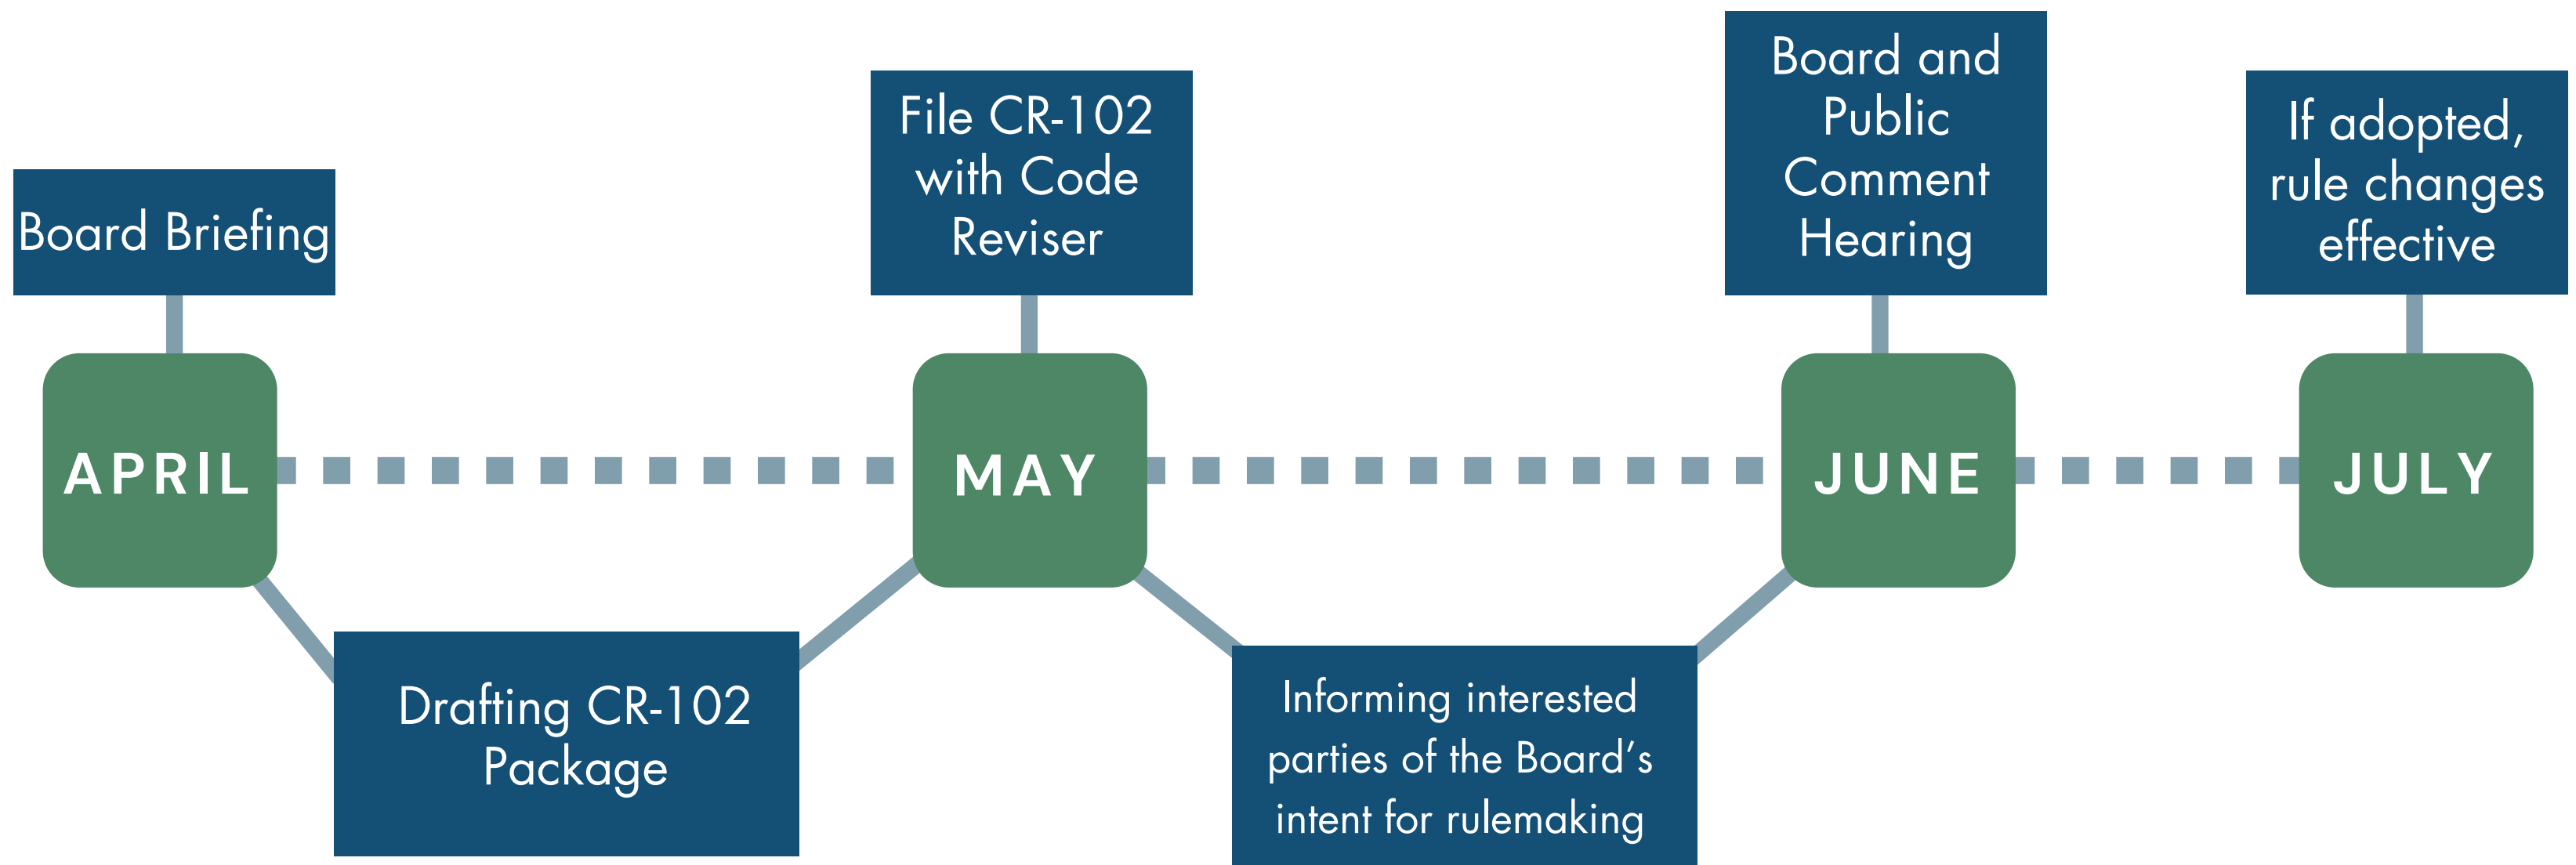 Board Briefing
File CR-102
with Code
Reviser
Board and
Public
Comment
Hearing
If adopted,
rule changes
effective
APRIL
MAY
JUNE
JULY
Drafting CR-102
Package
Informing interested
parties of the Board's
intent for rulemaking